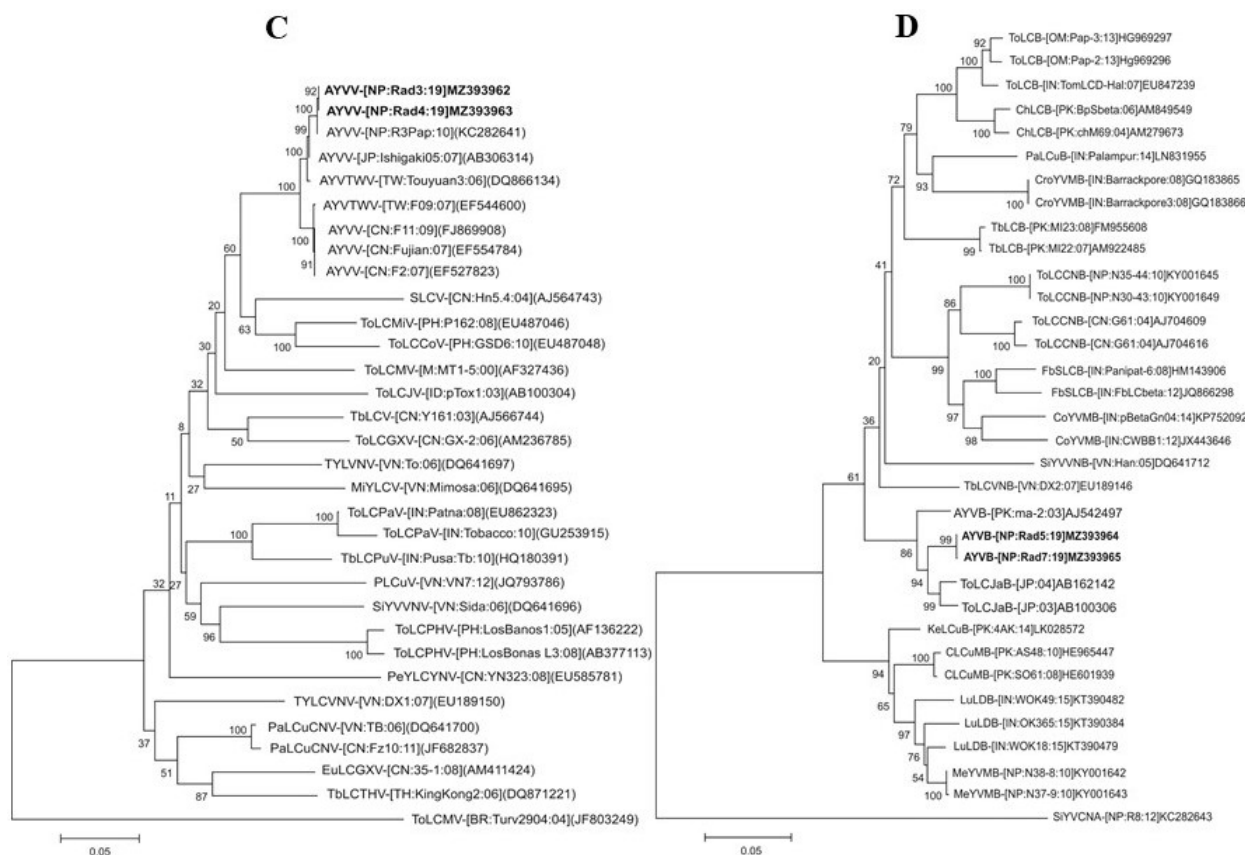 C
92
AYVV-[NP:Rad3:19]MZ393962
100
AYVV-[NP:Rad4:19]MZ393963
99
AYVV-[NP:R3Pap:10](KC282641)
100
AYVV-[JP:Ishigaki05:07](AB306314)
AYVTWV-[TW:Touyuan3:06](DQ866134)
100
AYVTWV-[TW:F09:07](EF544600)
AYVV-[CN:F11:09](FJ869908)
100
AYVV-[CN:Fujian:07](EF554784)
91
AYVV-[CN:F2:07](EF527823)
60
SLCV-[CN:Hn5.4:04](AJ564743)
20
63
ToLCMiV-[PH:P162:08](EU487046)
100
ToLCCoV-[PH:GSD6:10](EU487048)
30
ToLCMV-[M:MT1-5:00](AF327436)
32
ToLCJV-[ID:pTox1:03](AB100304)
TbLCV-[CN:Y161:03](AJ566744)
8
50
ToLCGXV-[CN:GX-2:06](AM236785)
TYLVNV-[VN:To:06](DQ641697)
27
MiYLCV-[VN:Mimosa:06](DQ641695)
11
ToLCPaV-[IN:Patna:08](EU862323)
100
ToLCPaV-[IN:Tobacco:10](GU253915)
100
TbLCPuV-[IN:Pusa:Tb:10](HQ180391)
32
27
PLCuV-[VN:VN7:12](JQ793786)
59
SiYVVNV-[VN:Sida:06](DQ641696)
96
ToLCPHV-[PH:LosBanos1:05](AF136222)
100
ToLCPHV-[PH:LosBonas L3:08](AB377113)
PeYLCYNV-[CN:YN323:08](EU585781)
TYLCVNV-[VN:DX1:07](EU189150)
37
100
PaLCuCNV-[VN:TB:06](DQ641700)
PaLCuCNV-[CN:Fz10:11](JF682837)
51
EuLCGXV-[CN:35-1:08](AM411424)
87
TbLCTHV-[TH:KingKong2:06](DQ871221)
ToLCMV-[BR:Turv2904:04](JF803249)
0.05
D
92
ToLCB-[OM:Pap-3:13]HG969297
100
ToLCB-[OM:Pap-2:13]Hg969296
100
ToLCB-[IN:TomLCD-Hal:07]EU847239
ChLCB-[PK:BpSbeta:06]AM849549
100
ChLCB-[PK:chM69:04]AM279673
79
PaLCuB-[IN:Palampur:14]LN831955
93
CroYVMB-[IN:Barrackpore:08]GQ183865
100
CroYVMB-[IN:Barrackpore3:08]GQ183866
72
TbLCB-[PK:MI23:08]FM955608
99
TbLCB-[PK:MI22:07]AM922485
41
100
ToLCCNB-[NP:N35-44:10]KY001645
ToLCCNB-[NP:N30-43:10]KY001649
86
ToLCCNB-[CN:G61:04]AJ704609
100
ToLCCNB-[CN:G61:04]AJ704616
20
99
100
FbSLCB-[IN:Panipat-6:08]HM143906
FbSLCB-[IN:FbLCbeta:12]JQ866298
97
CoYVMB-[IN:pBetaGn04:14]KP752092
98
CoYVMB-[IN:CWBB1:12]JX443646
36
SiYVVNB-[VN:Han:05]DQ641712
61
TbLCVNB-[VN:DX2:07]EU189146
AYVB-[PK:ma-2:03]AJ542497
86
99
AYVB-[NP:Rad5:19]MZ393964
AYVB-[NP:Rad7:19]MZ393965
94
ToLCJaB-[JP:04]AB162142
99
ToLCJaB-[JP:03]AB100306
KeLCuB-[PK:4AK:14]LK028572
94
100
CLCuMB-[PK:AS48:10]HE965447
CLCuMB-[PK:SO61:08]HE601939
65
LuLDB-[IN:WOK49:15]KT390482
97
LuLDB-[IN:OK365:15]KT390384
76
LuLDB-[IN:WOK18:15]KT390479
54
MeYVMB-[NP:N38-8:10]KY001642
100
MeYVMB-[NP:N37-9:10]KY001643
SiYVCNA-[NP:R8:12]KC282643
0.05